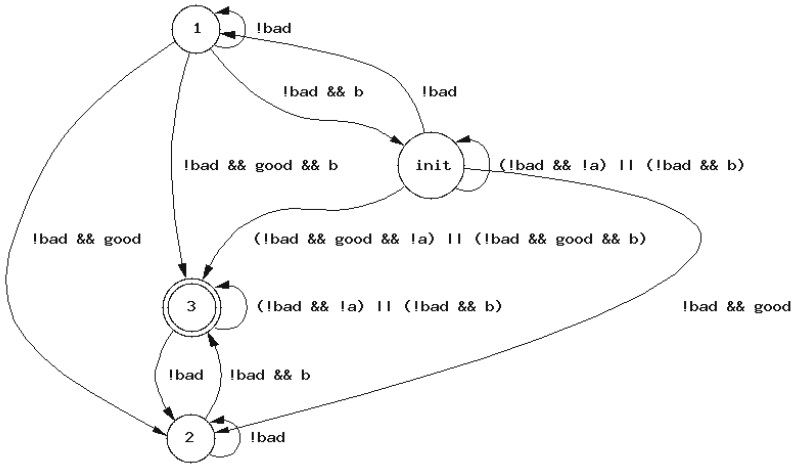 1
!bad
!bad && b
!bad
!bad && good && b
init
(!bad && !a) || (!bad && b)
!bad && good
(!bad && good && !a) || (!bad && good && b)
3
(!bad && !a) || (!bad && b)
!bad && good
!bad
!bad && b
2
!bad